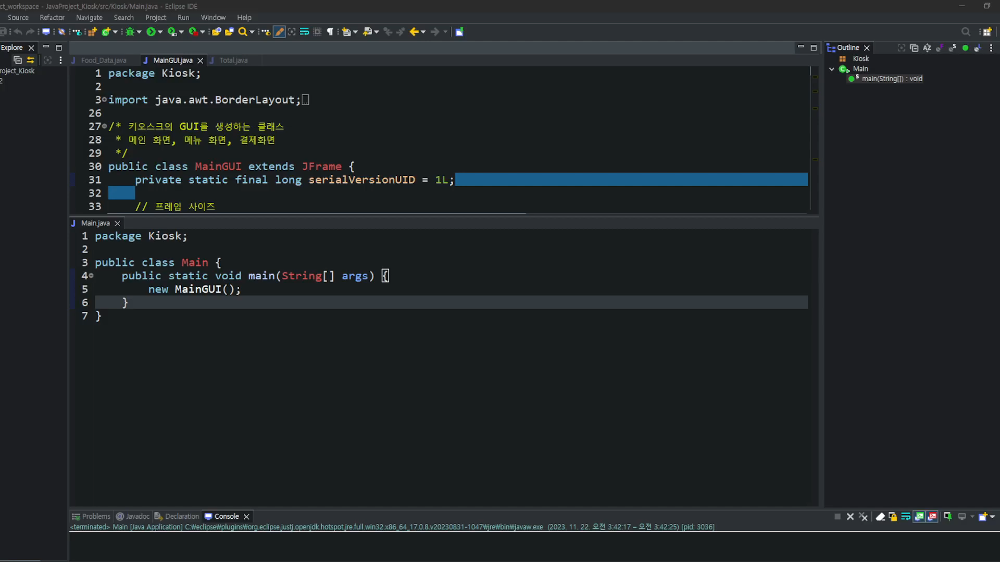 ct_workspace - JavaProject_Kiosk/src/Kiosk/Main.java - Eclipse IDE
Source Refactor Navigate Search Project Run Window Help
Explore
roject_Kiosk
2
Food_Data.java MainGUI.java Total.java
1 package Kiosk;
2
3 import java.awt.BorderLayout;
26
27 /* 키오스크의 GUI를 생성하는 클래스
28 * 메인 화면, 메뉴 화면, 결제화면
29 */
30 public class MainGUI extends JFrame {
31 private static final long serialVersionUID = 1L;
32
33 // 프레임 사이즈
Main.java
1 package Kiosk;
2
3 public class Main {
4 public static void main(String[] args) {
5 new MainGUI();
6 }
7 }
Outline
Kiosk
Main
main(String[]) : void
Problems Javadoc Declaration Console
<terminated> Main [Java Application] C:₩eclipse₩plugins₩org.eclipse.justj.openjdk.hotspot.jre.full.win32.x86_64_17.0.8.v20230831-1047₩jre₩bin₩javaw.exe (2023. 11. 22. 오전 3:42:17 – 오전 3:42:25) [pid: 3036]